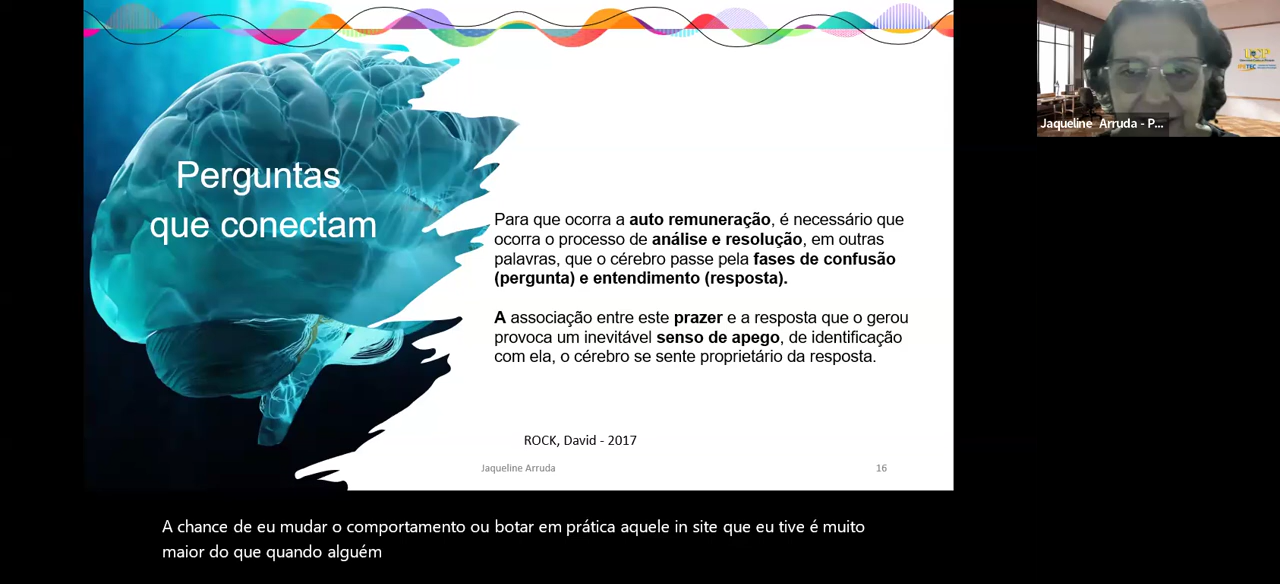 Perguntas
que conectam
Para que ocorra a auto remuneração, é necessário que
ocorra o processo de análise e resolução, em outras
palavras, que o cérebro passe pela fases de confusão
(pergunta) e entendimento (resposta).
A associação entre este prazer e a resposta que o gerou
provoca um inevitável senso de apego, de identificação
com ela, o cérebro se sente proprietário da resposta.
ROCK, David - 2017
Jaqueline Arruda
16
Jaqueline Arruda - P...
A chance de eu mudar o comportamento ou botar em prática aquele in site que eu tive é muito
maior do que quando alguém